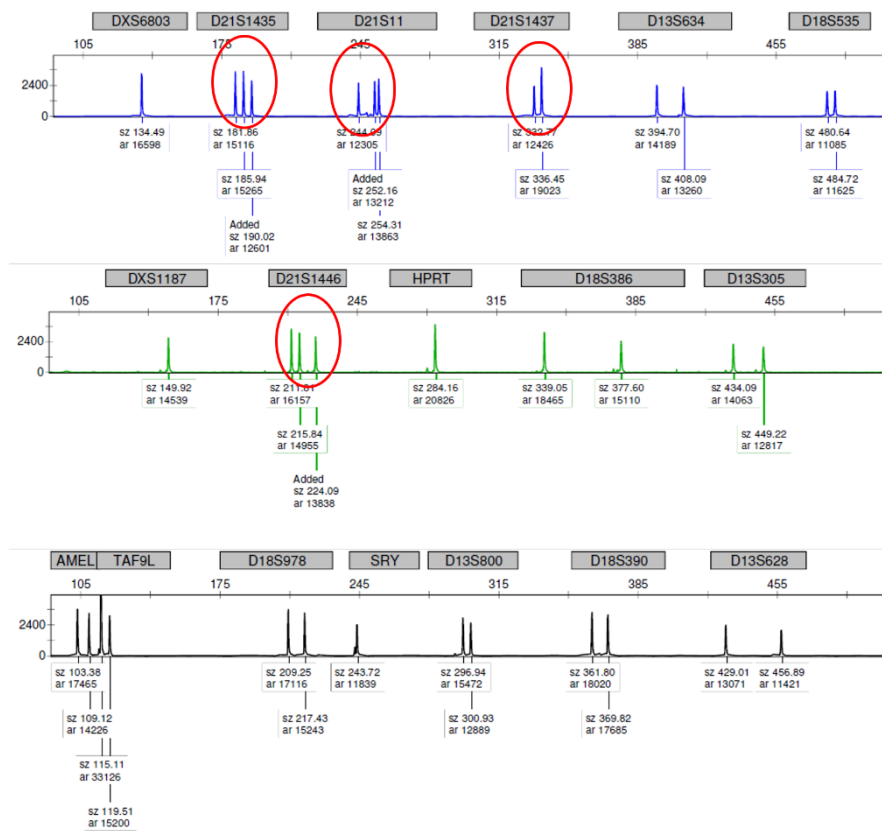 DXS6803 D21S1435 D21S11 D21S1437 D13S634 D18S535
105 175 245 315 385 455
2400
0
sz 134.49 sz 181.86 sz 244.09 sz 332.77 sz 394.70 sz 480.64
ar 16598 ar 15116 ar 12305 ar 12426 ar 14189 ar 11085
sz 185.94 Added sz 336.45 sz 408.09 sz 484.72
ar 15265 sz 252.16 ar 19023 ar 13260 ar 11625
ar 13212
Added sz 254.31
sz 190.02 ar 13863
ar 12601
DXS1187 D21S1446 HPRT D18S386 D13S305
105 175 245 315 385 455
2400
0
sz 149.92 sz 211.81 sz 284.16 sz 339.05 sz 377.60 sz 434.09
ar 14539 ar 16157 ar 20826 ar 18465 ar 15110 ar 14063
sz 215.84 sz 449.22
ar 14955 ar 12817
Added
sz 224.09
ar 13838
AMEL TAF9L D18S978 SRY D13S800 D18S390 D13S628
105 175 245 315 385 455
2400
0
sz 103.38 sz 209.25 sz 243.72 sz 296.94 sz 361.80 sz 429.01 sz 456.89
ar 17465 ar 17116 ar 11839 ar 15472 ar 18020 ar 13071 ar 11421
sz 109.12 sz 217.43 sz 300.93 sz 369.82
ar 14226 ar 15243 ar 12889 ar 17685
sz 115.11
ar 33126
sz 119.51
ar 15200